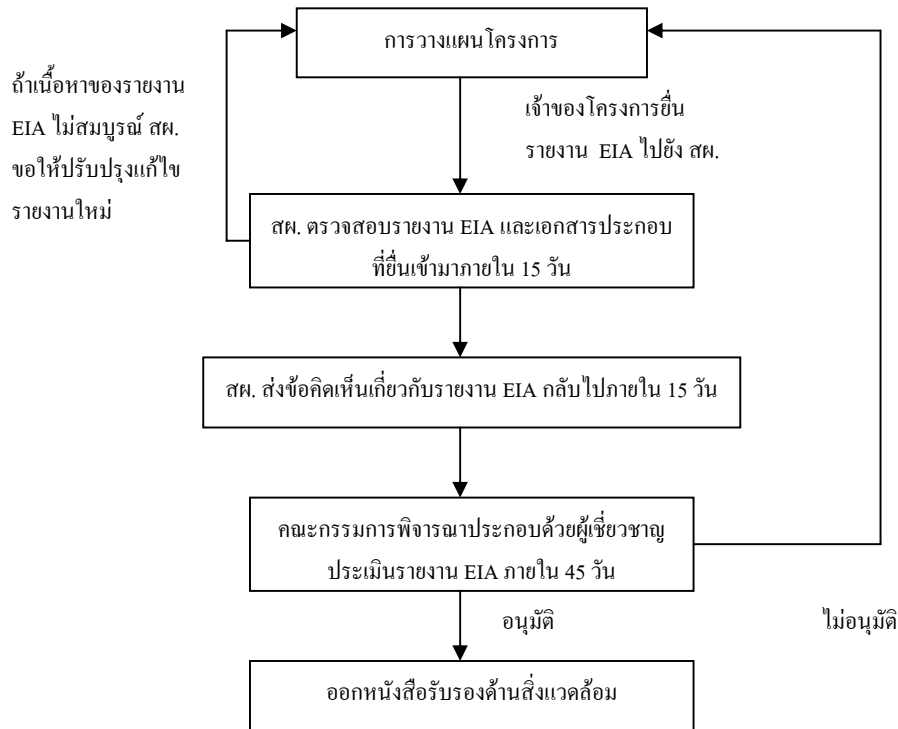 การวางแผนโครงการ
ถ้าเนื้อหาของรายงาน
EIA ไม่สมบูรณ์ สผ.
ขอให้ปรับปรุงแก้ไข
รายงานใหม่
เจ้าของโครงการยื่น
รายงาน EIA ไปยัง สผ.
สผ. ตรวจสอบรายงาน EIA และเอกสารประกอบ
ที่ยื่นเข้ามาภายใน 15 วัน
สผ. ส่งข้อคิดเห็นเกี่ยวกับรายงาน EIA กลับไปภายใน 15 วัน
คณะกรรมการพิจารณาประกอบด้วยผู้เชี่ยวชาญ
ประเมินรายงาน EIA ภายใน 45 วัน
อนุมัติ
ไม่อนุมัติ
ออกหนังสือรับรองด้านสิ่งแวดล้อม